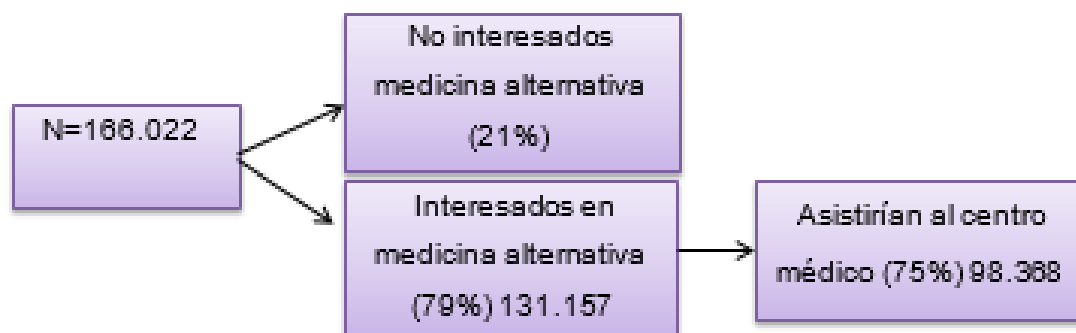 No interesados
medicina alternativa
(21%)
N=166.022
Interesados en
medicina alternativa
(79%) 131.157
Asistirían al centro
médico (75%) 98.368